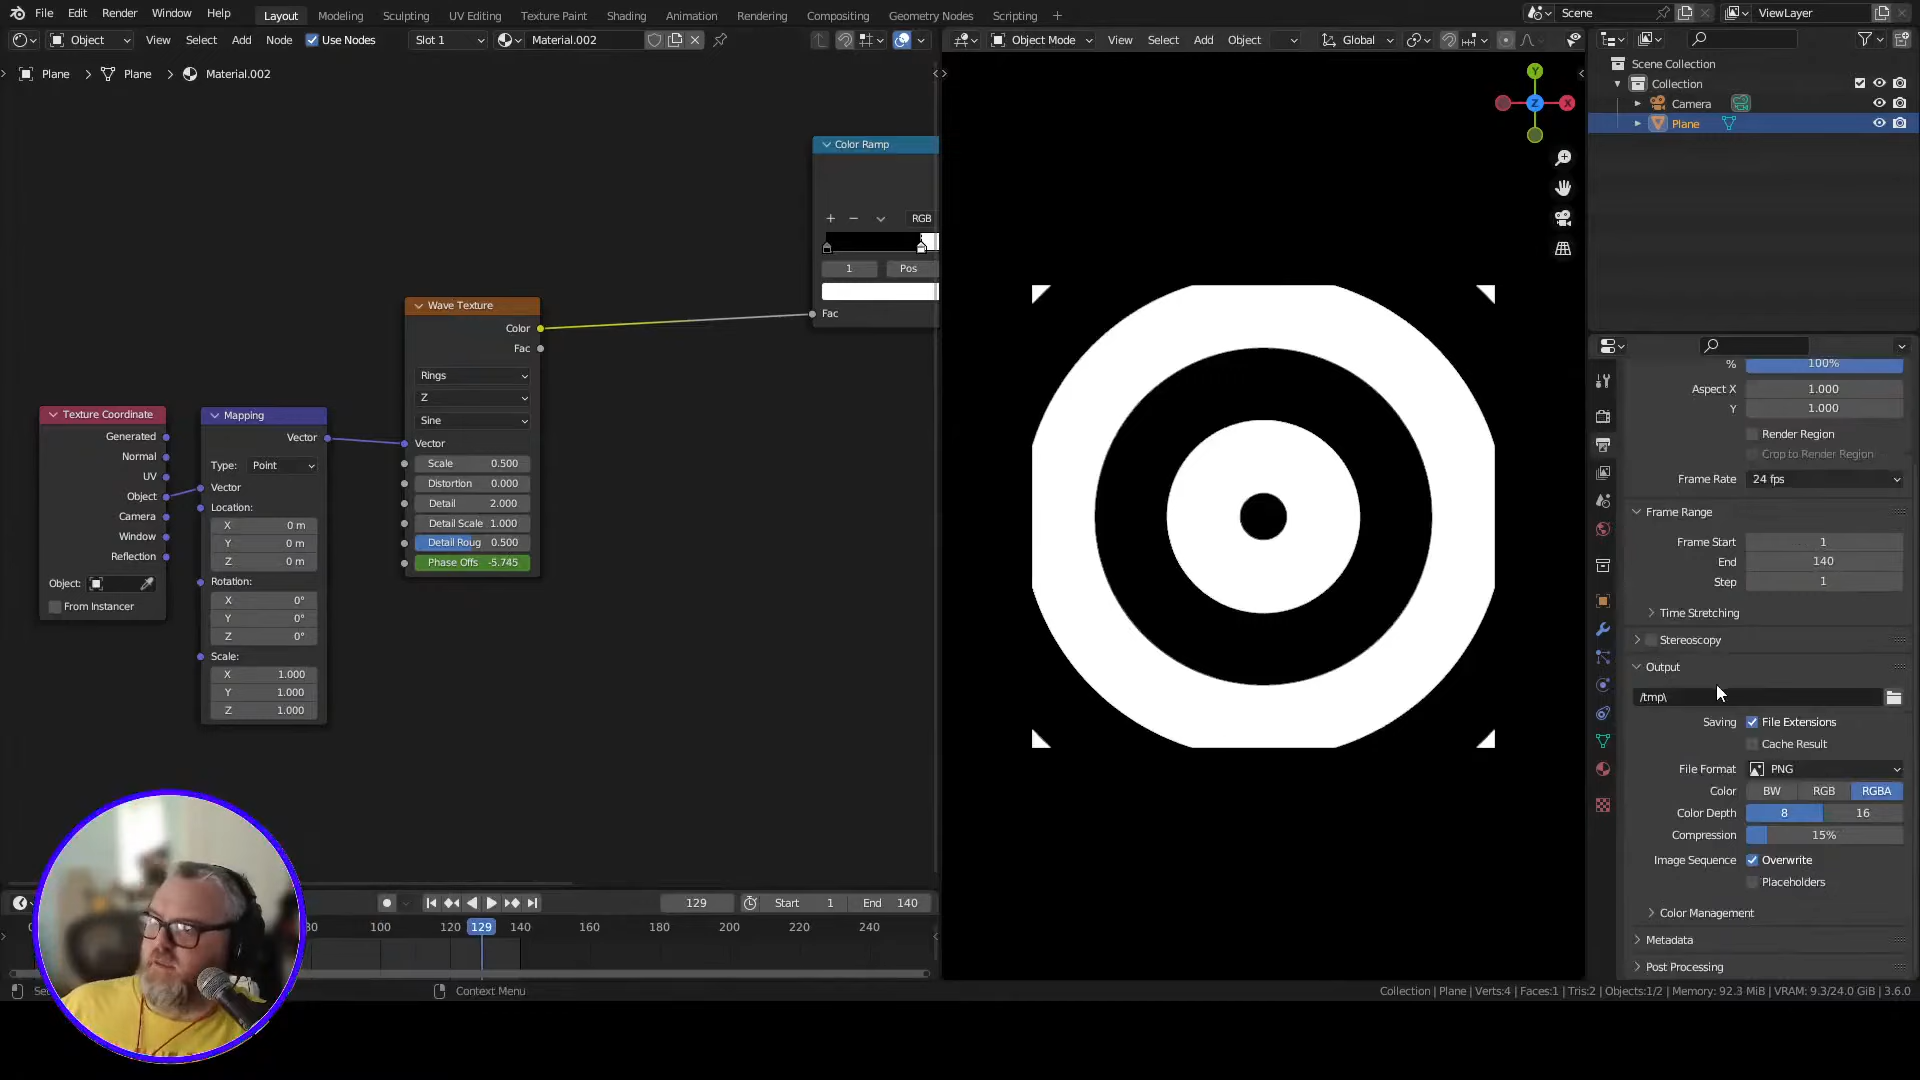 File Edit Render Window Help Layout Modeling Sculpting UV Editing Texture Paint Shading Animation Rendering Compositing Geometry Nodes Scripting + Scene ViewLayer
Object View Select Add Node Use Nodes Slot 1 Material.002 Object Mode View Select Add Object Global
Plane > Plane > Material.002
Y
X
Z
Scene Collection
Collection
Camera
Plane
Color Ramp
+ − RGB
1 Pos
Fac
Wave Texture
Color
Fac
Rings
Z
Sine
Vector
Scale 0.500
Distortion 0.000
Detail 2.000
Detail Scale 1.000
Detail Roug 0.500
Phase Offs -5.745
Texture Coordinate
Generated
Normal
UV
Object
Camera
Window
Reflection
Object:
From Instancer
Mapping
Vector
Type: Point
Vector
Location:
X 0 m
Y 0 m
Z 0 m
Rotation:
X 0°
Y 0°
Z 0°
Scale:
X 1.000
Y 1.000
Z 1.000
% 100%
Aspect X 1.000
Y 1.000
Render Region
Crop to Render Region
Frame Rate 24 fps
Frame Range
Frame Start 1
End 140
Step 1
Time Stretching
Stereoscopy
Output
/tmp\
Saving File Extensions
Cache Result
File Format PNG
Color BW RGB RGBA
Color Depth 8 16
Compression 15%
Image Sequence Overwrite
Placeholders
Color Management
Metadata
Post Processing
129 Start 1 End 140
80 100 120 129 140 160 180 200 220 240
Context Menu
Collection | Plane | Verts:4 | Faces:1 | Tris:2 | Objects:1/2 | Memory: 92.3 MiB | VRAM: 9.3/24.0 GiB | 3.6.0